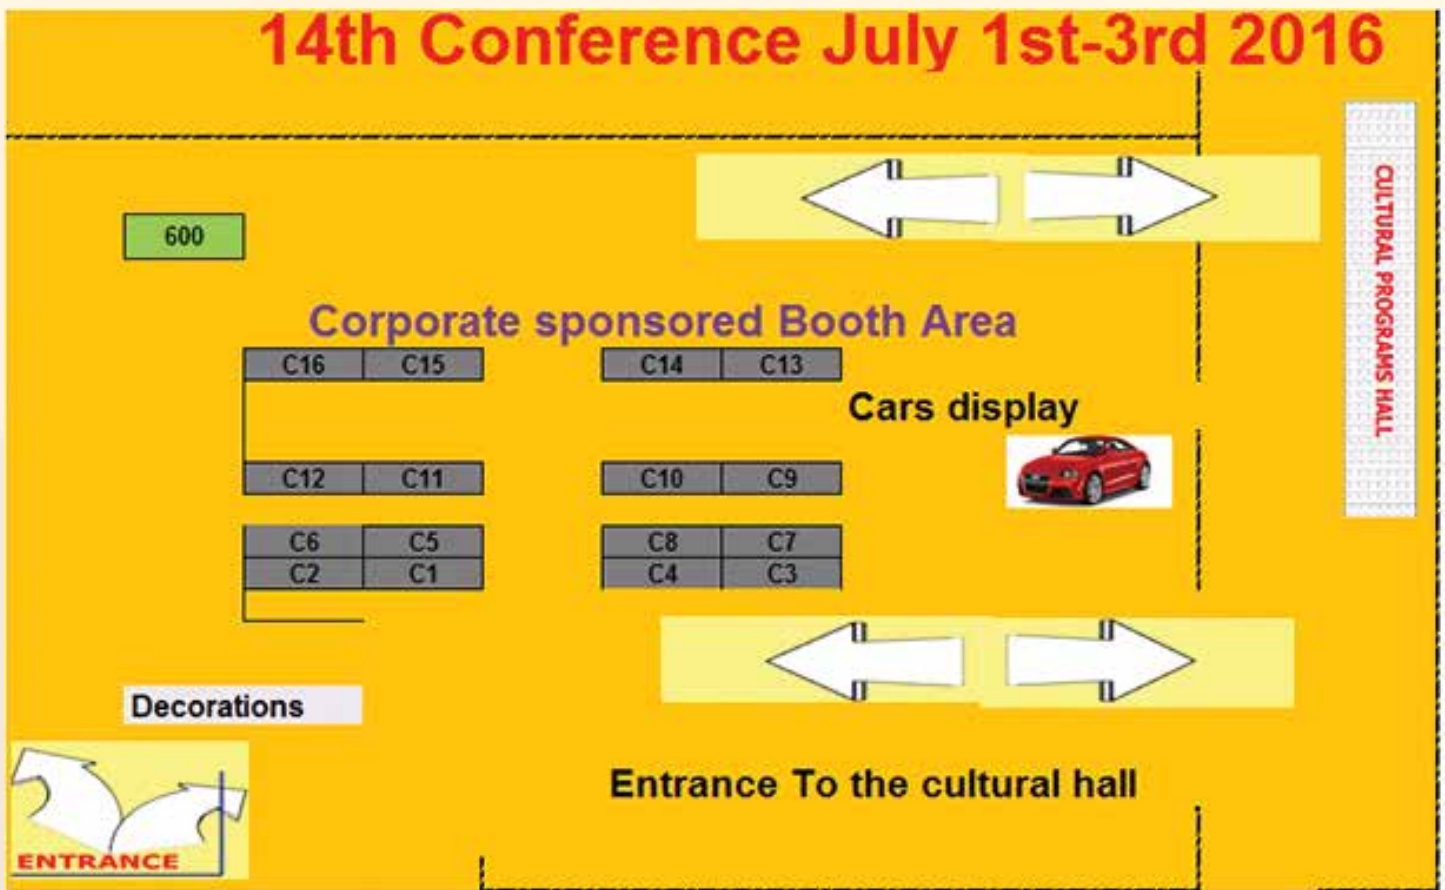 14th Conference July 1st-3rd 2016
CULTURAL PROGRAMS HALL
600
Corporate sponsored Booth Area
C16 C15 C14 C13
Cars display
C12 C11 C10 C9
C6 C5 C8 C7
C2 C1 C4 C3
Decorations
Entrance To the cultural hall
ENTRANCE